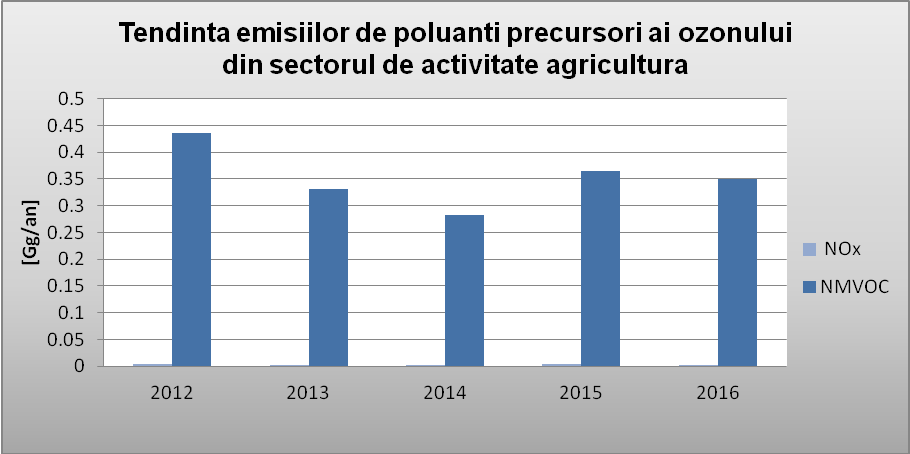 Tendinta emisiilor de poluanti precursori ai ozonului
din sectorul de activitate agricultura
0.5
0.45
0.4
0.35
0.3
0.25
0.2
0.15
0.1
0.05
0
[Gg/an]
2012 2013 2014 2015 2016
NOx
NMVOC